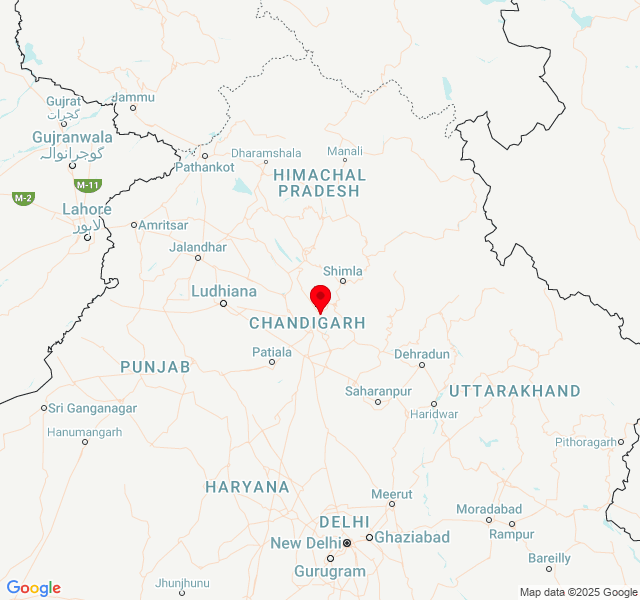 Gujrat
گجرات
Jammu
Gujranwala
گوجرانوالہ
Dharamshala
Manali
Pathankot
HIMACHAL
PRADESH
M-11
M-2
Lahore
لاہور
Amritsar
Jalandhar
Shimla
Ludhiana
CHANDIGARH
Patiala
Dehradun
PUNJAB
Saharanpur
UTTARAKHAND
Sri Ganganagar
Haridwar
Hanumangarh
Pithoragarh
HARYANA
Meerut
Moradabad
DELHI
Rampur
New Delhi
Ghaziabad
Bareilly
Gurugram
Jhunjhunu
Google
Map data ©2025 Google